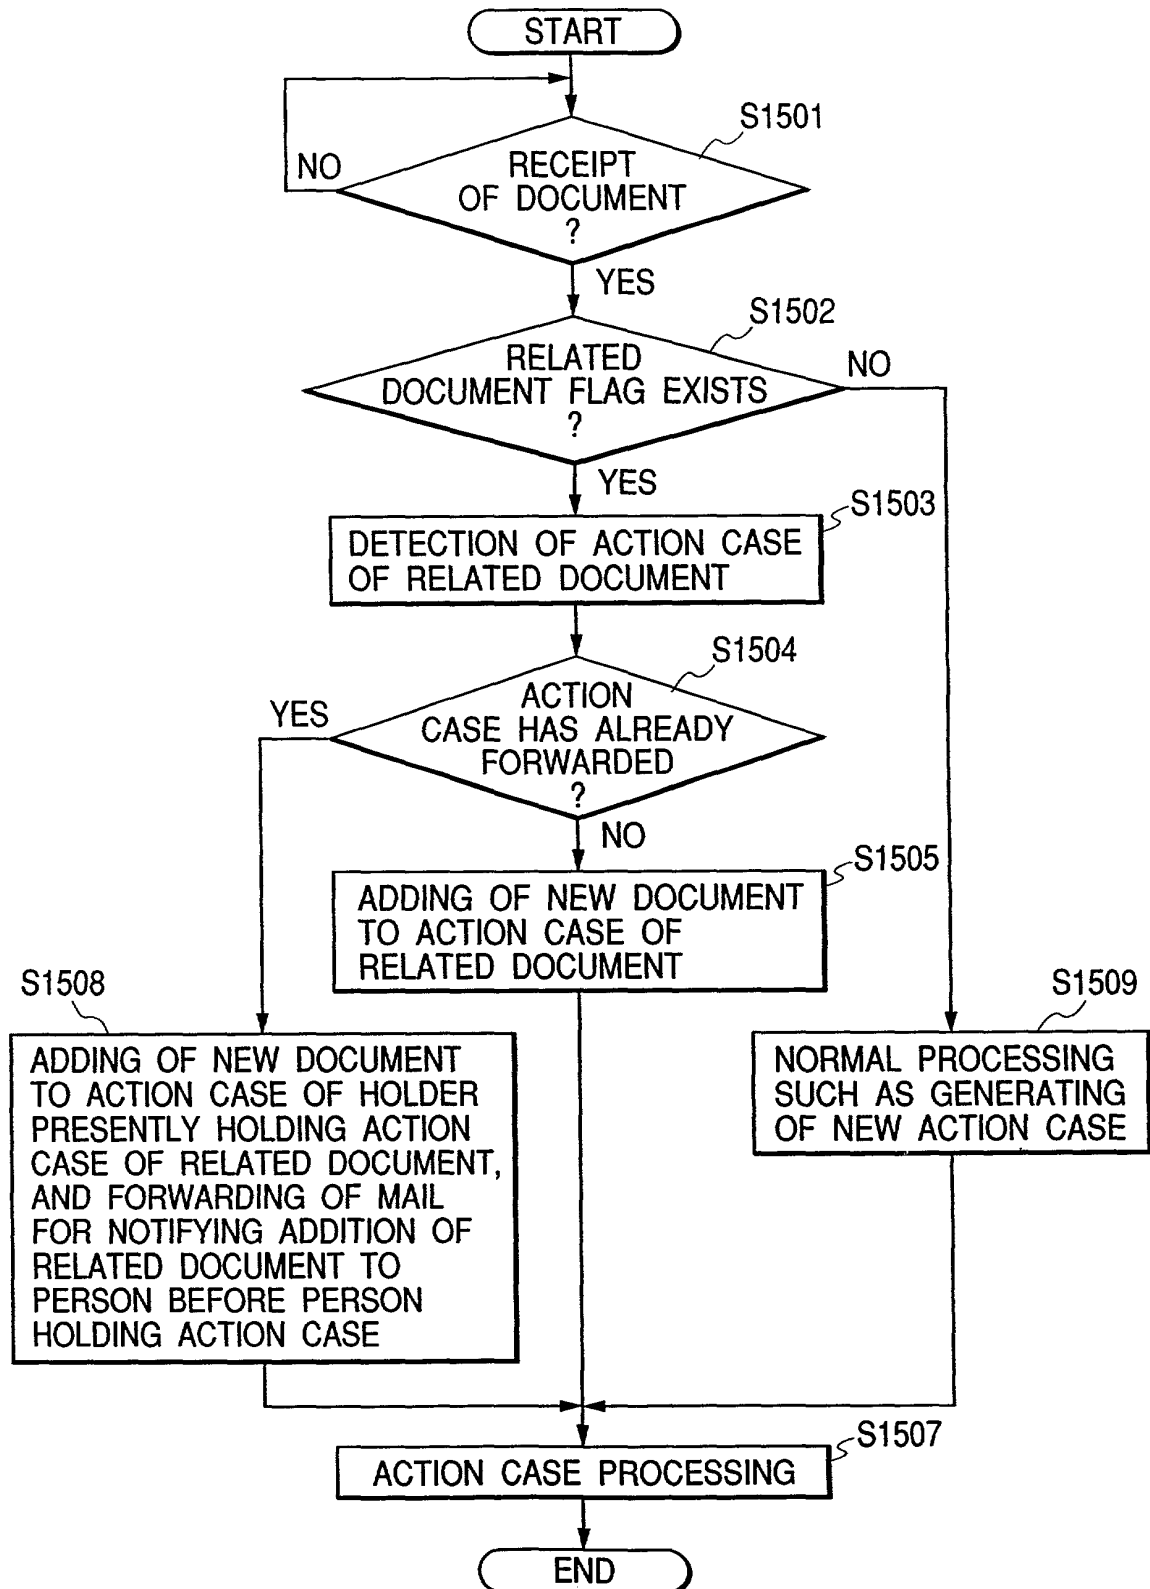 START
S1501
NO
RECEIPT
OF DOCUMENT
?
YES
S1502
RELATED
DOCUMENT FLAG EXISTS
?
NO
YES
S1503
DETECTION OF ACTION CASE
OF RELATED DOCUMENT
S1504
ACTION
CASE HAS ALREADY
FORWARDED
?
YES
NO
S1505
ADDING OF NEW DOCUMENT
TO ACTION CASE OF
RELATED DOCUMENT
S1508
ADDING OF NEW DOCUMENT
TO ACTION CASE OF HOLDER
PRESENTLY HOLDING ACTION
CASE OF RELATED DOCUMENT,
AND FORWARDING OF MAIL
FOR NOTIFYING ADDITION OF
RELATED DOCUMENT TO
PERSON BEFORE PERSON
HOLDING ACTION CASE
S1509
NORMAL PROCESSING
SUCH AS GENERATING
OF NEW ACTION CASE
S1507
ACTION CASE PROCESSING
END